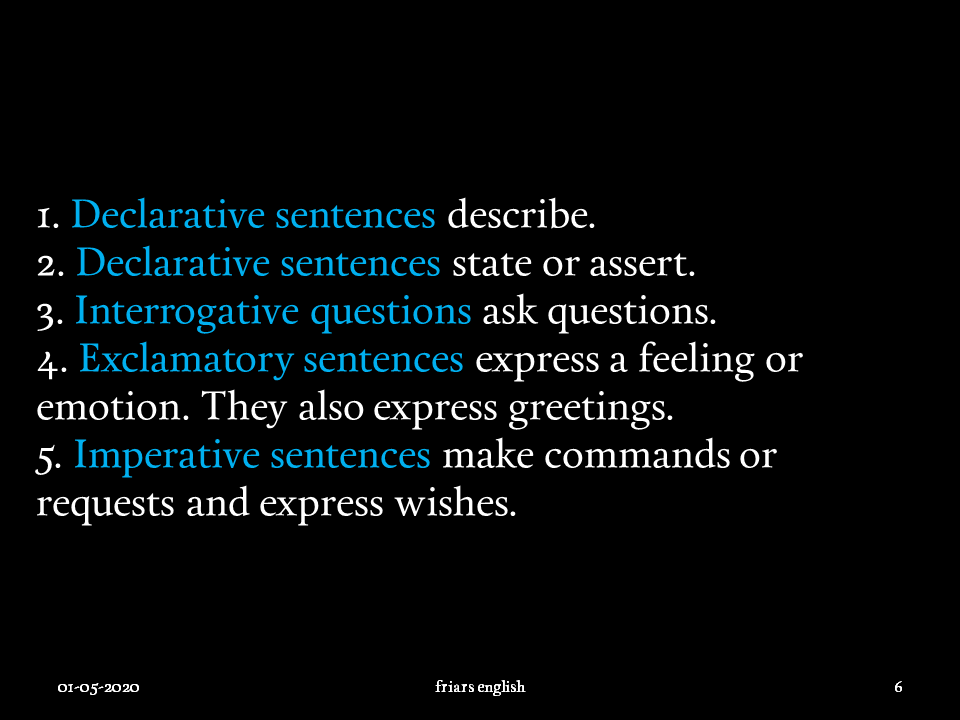 1. Declarative sentences describe.
2. Declarative sentences state or assert.
3. Interrogative questions ask questions.
4. Exclamatory sentences express a feeling or
emotion. They also express greetings.
5. Imperative sentences make commands or
requests and express wishes.
01-05-2020 friars english 6